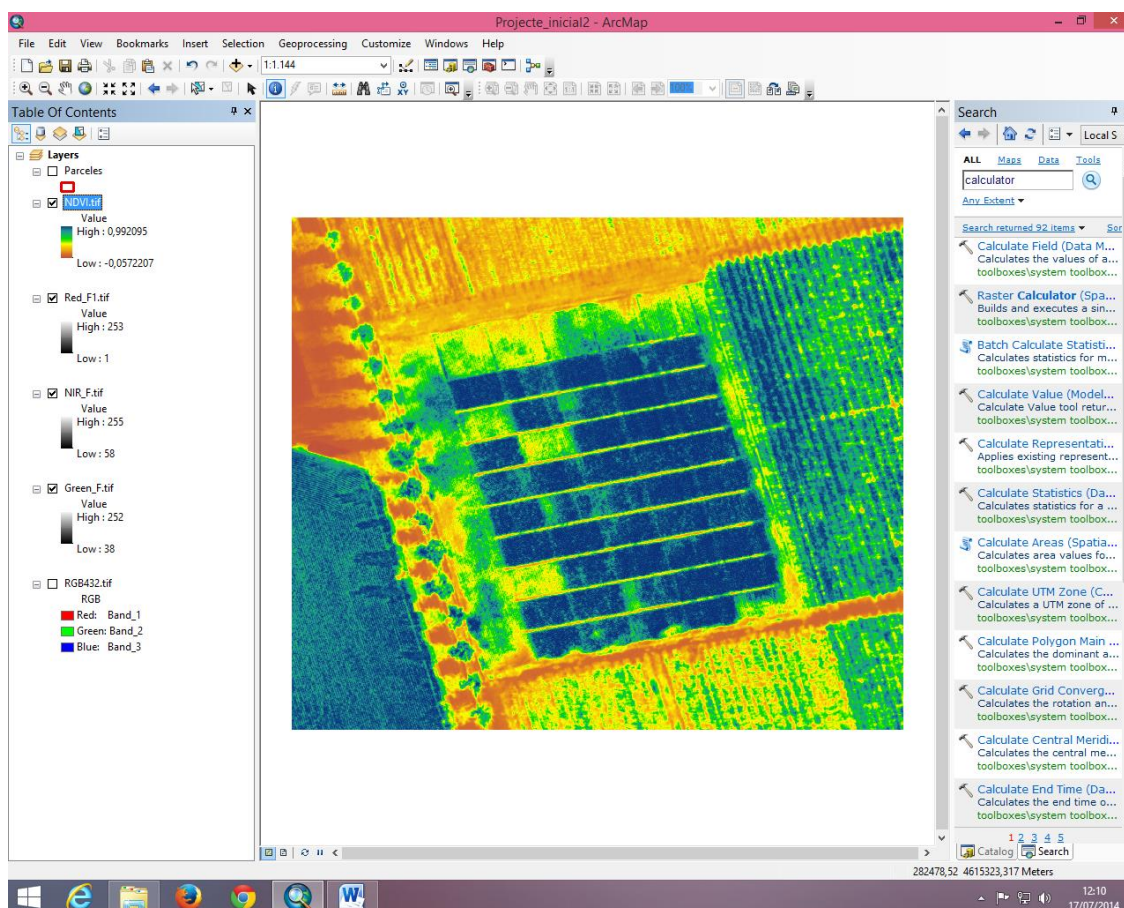 Projecte_inicial2 - ArcMap
File Edit View Bookmarks Insert Selection Geoprocessing Customize Windows Help
1:1.144
100%
Table Of Contents
Layers
Parceles
NDVI.tif
Value
High : 0,992095
Low : -0,0572207
Red_F1.tif
Value
High : 253
Low : 1
NIR_F.tif
Value
High : 255
Low : 58
Green_F.tif
Value
High : 252
Low : 38
RGB432.tif
RGB
Red: Band_1
Green: Band_2
Blue: Band_3
Search
Local S
ALL Maps Data Tools
calculator
Any Extent
Search returned 92 items Sor
Calculate Field (Data M...
Calculates the values of a...
toolboxes\system toolbox...
Raster Calculator (Spa...
Builds and executes a sin...
toolboxes\system toolbox...
Batch Calculate Statisti...
Calculates statistics for m...
toolboxes\system toolbox...
Calculate Value (Model...
Calculate Value tool retur...
toolboxes\system toolbox...
Calculate Representati...
Applies existing represent...
toolboxes\system toolbox...
Calculate Statistics (Da...
Calculates statistics for a ...
toolboxes\system toolbox...
Calculate Areas (Spatia...
Calculates area values fo...
toolboxes\system toolbox...
Calculate UTM Zone (C...
Calculates a UTM zone of ...
toolboxes\system toolbox...
Calculate Polygon Main ...
Calculates the dominant a...
toolboxes\system toolbox...
Calculate Grid Converg...
Calculates the rotation an...
toolboxes\system toolbox...
Calculate Central Meridi...
Calculates the central me...
toolboxes\system toolbox...
Calculate End Time (Da...
Calculates the end time o...
toolboxes\system toolbox...
1 2 3 4 5
Catalog Search
282478,52 4615323,317 Meters
12:10
17/07/2014